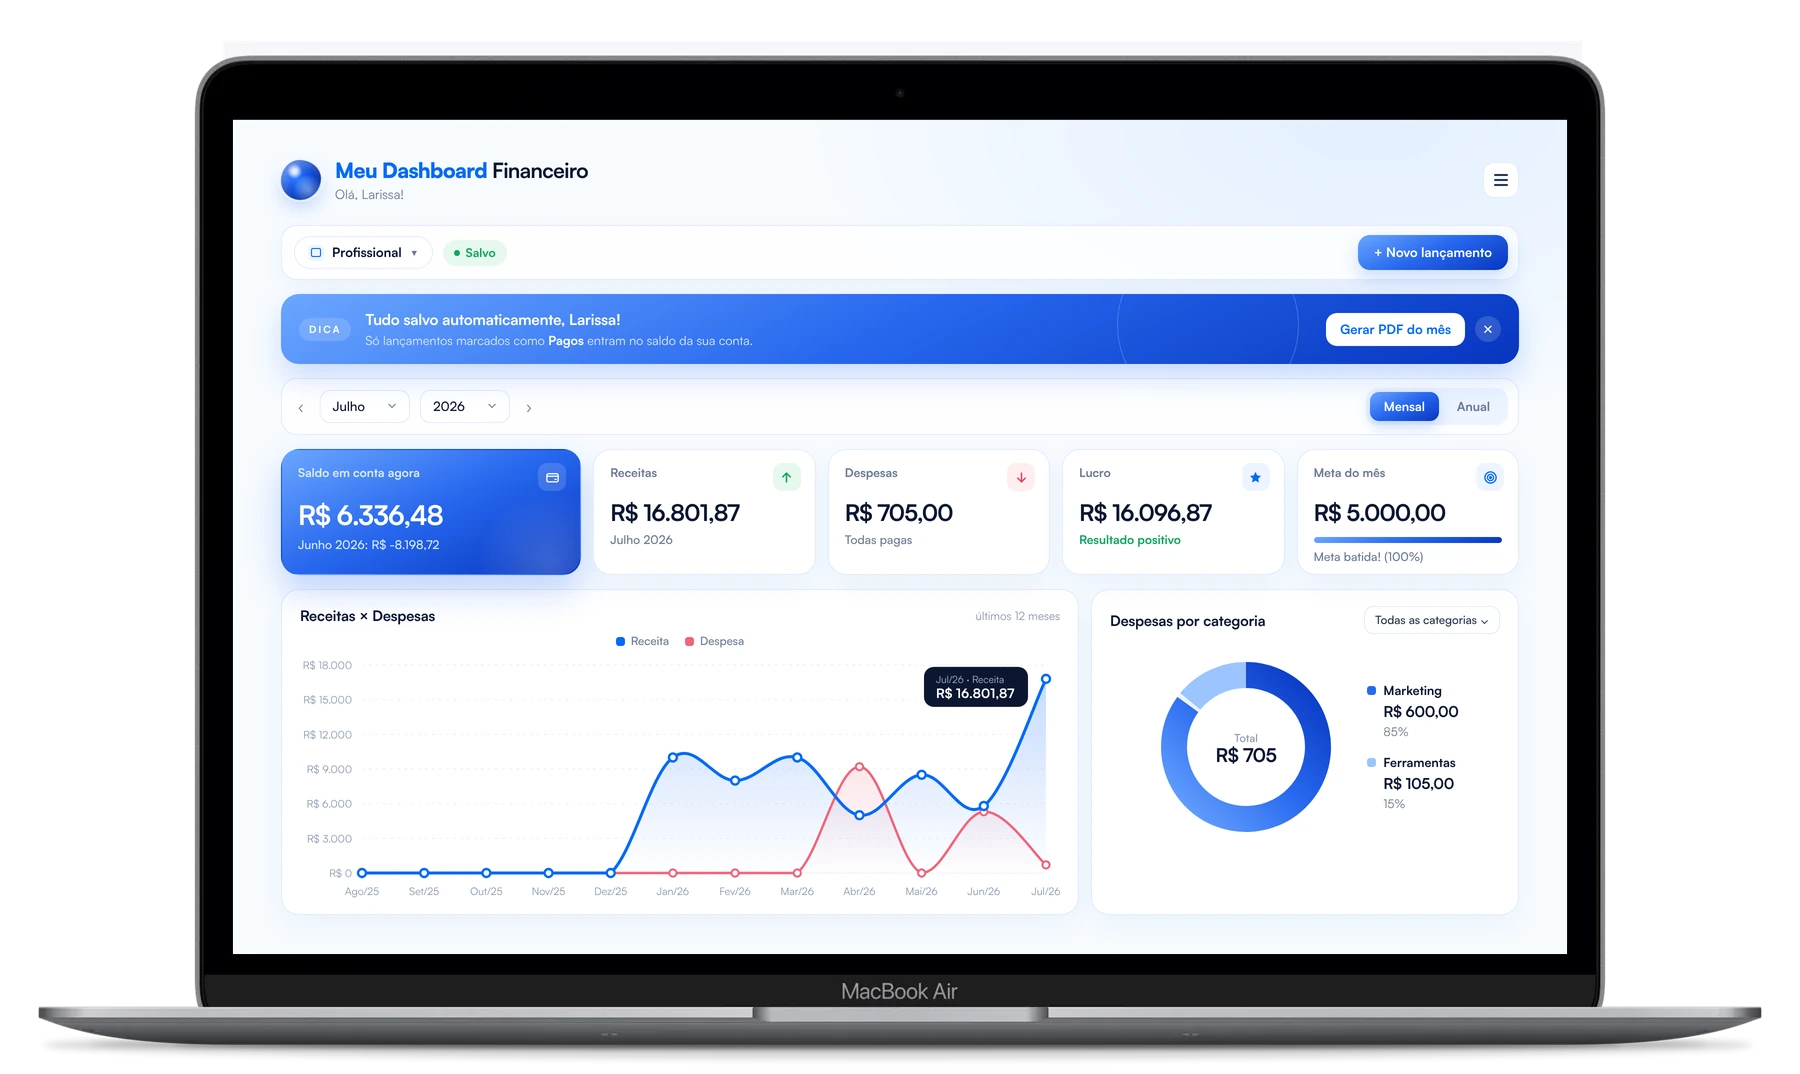 Meu Dashboard Financeiro
Olá, Larissa!
Profissional
Salvo
+ Novo lançamento
DICA
Tudo salvo automaticamente, Larissa!
Só lançamentos marcados como Pagos entram no saldo da sua conta.
Gerar PDF do mês
Julho
2026
Mensal
Anual
Saldo em conta agora
R$ 6.336,48
Junho 2026: R$ -8.198,72
Receitas
R$ 16.801,87
Julho 2026
Despesas
R$ 705,00
Todas pagas
Lucro
R$ 16.096,87
Resultado positivo
Meta do mês
R$ 5.000,00
Meta batida! (100%)
Receitas × Despesas
últimos 12 meses
Receita
Despesa
R$ 18.000
R$ 15.000
R$ 12.000
R$ 9.000
R$ 6.000
R$ 3.000
R$ 0
Jul/26 · Receita
R$ 16.801,87
Ago/25
Set/25
Out/25
Nov/25
Dez/25
Jan/26
Fev/26
Mar/26
Abr/26
Mai/26
Jun/26
Jul/26
Despesas por categoria
Todas as categorias
Total
R$ 705
Marketing
R$ 600,00
85%
Ferramentas
R$ 105,00
15%
MacBook Air